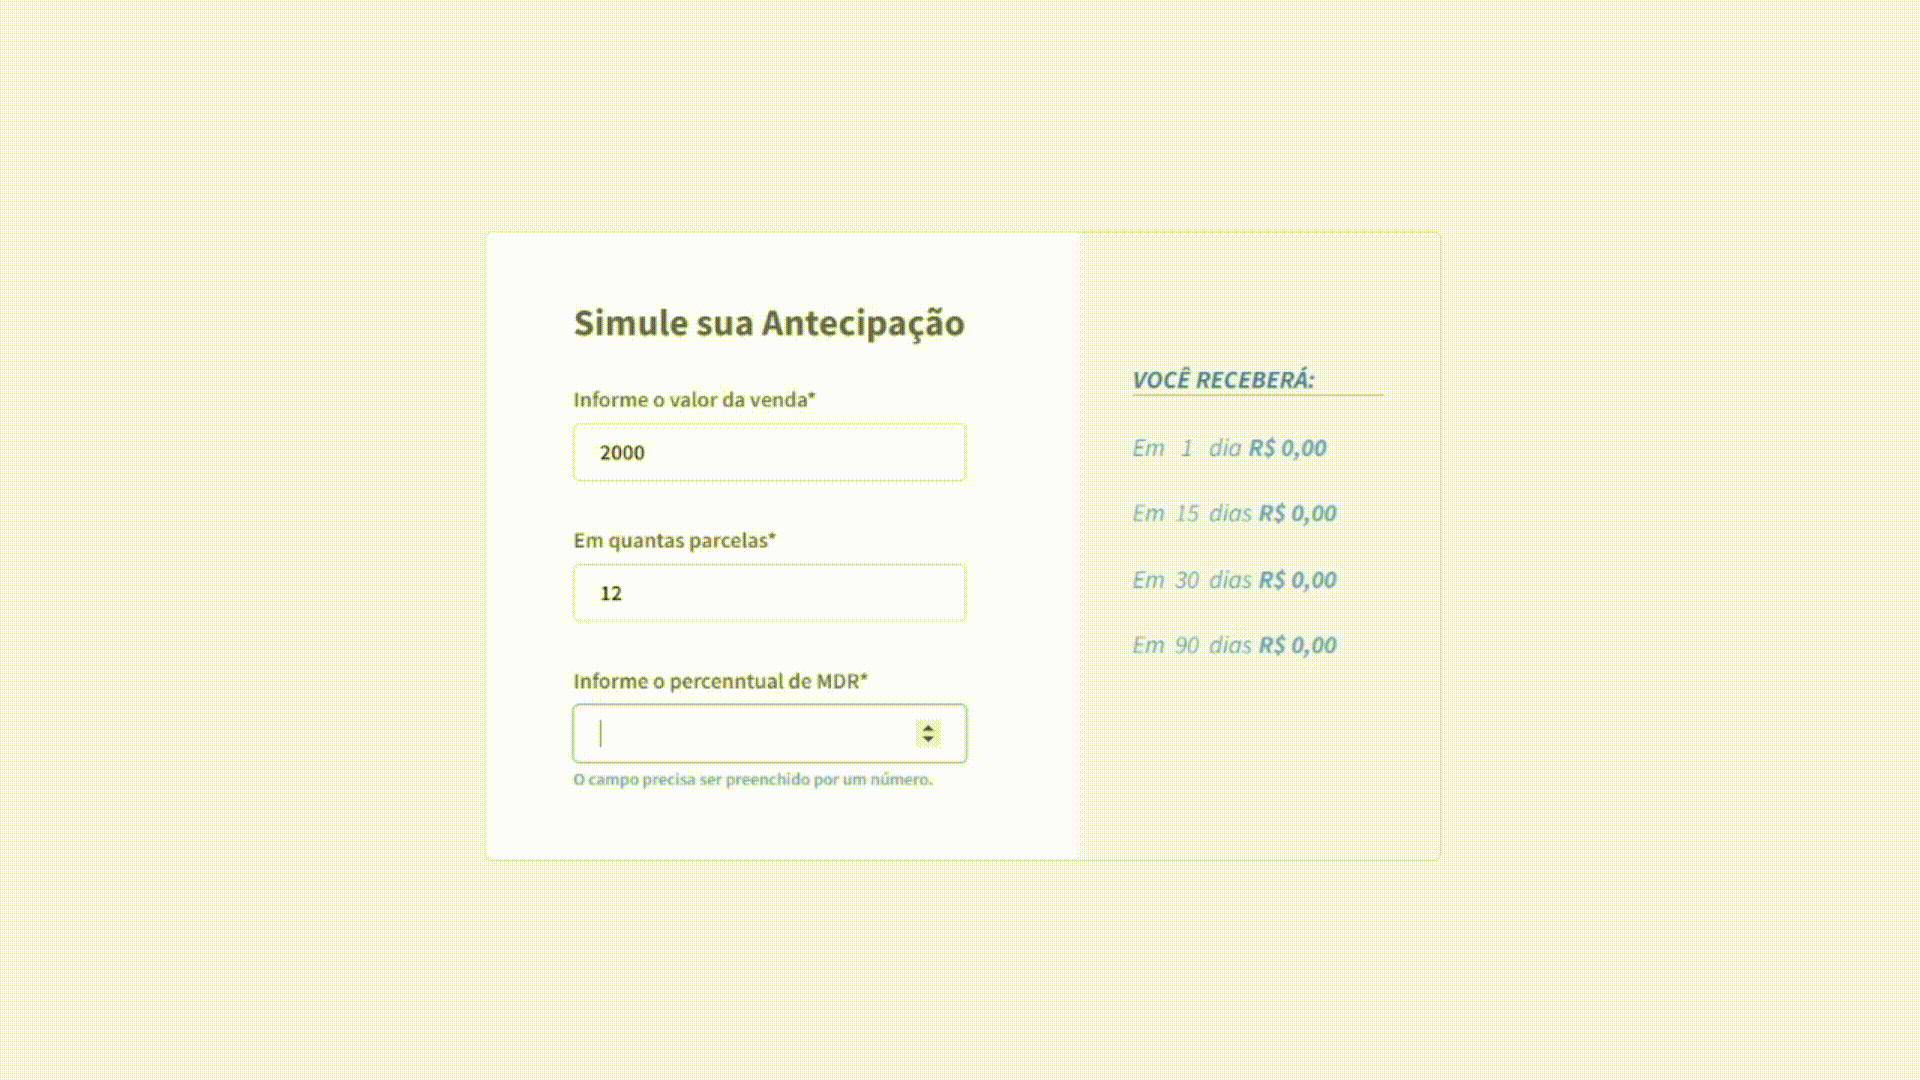 Simule sua Antecipação
Informe o valor da venda*
2000
Em quantas parcelas*
12
Informe o percenntual de MDR*
O campo precisa ser preenchido por um número.
VOCÊ RECEBERÁ:
Em 1 dia R$ 0,00
Em 15 dias R$ 0,00
Em 30 dias R$ 0,00
Em 90 dias R$ 0,00